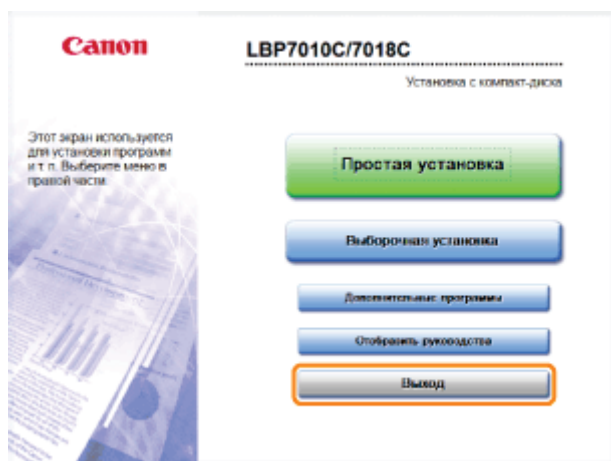 Canon
LBP7010C/7018C
Установка с компакт-диска
Этот экран используется
для установки программ
и т п. Выберите меню в
правой части.
Простая установка
Выборочная установка
Дополнительные программы
Отобразить руководства
Выход